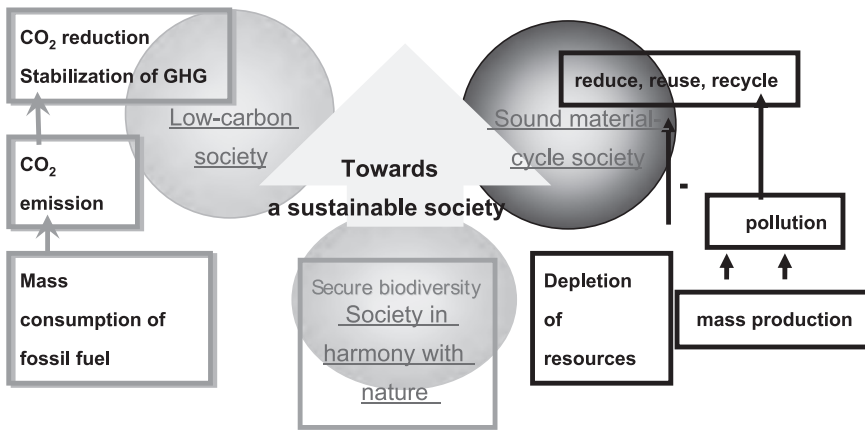 CO₂ reduction
Stabilization of GHG
CO₂
emission
Mass
consumption of
fossil fuel
Low-carbon
society
Towards
a sustainable society
Secure biodiversity
Society in
harmony with
nature
Sound material-
cycle society
reduce, reuse, recycle
-
pollution
Depletion
of
resources
mass production